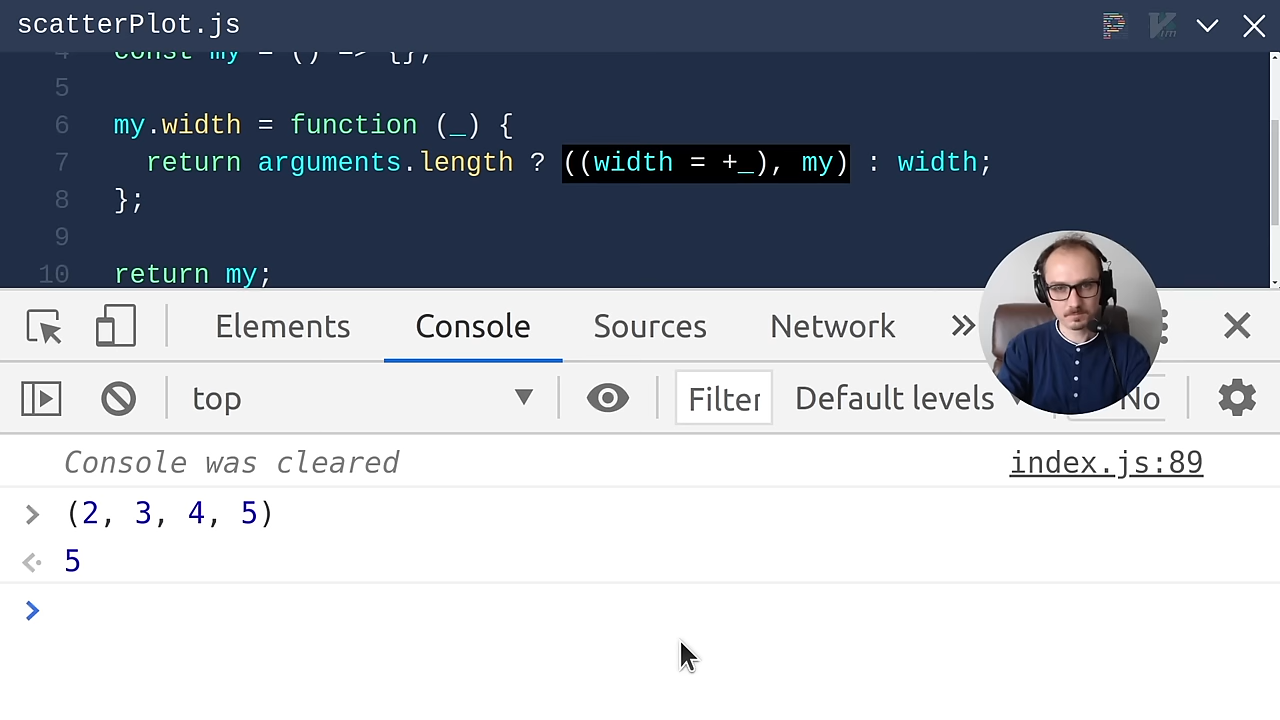 scatterPlot.js
4 const my = () => {};
5
6 my.width = function (_) {
7 return arguments.length ? ((width = +_), my) : width;
8 };
9
10 return my;
Elements Console Sources Network
top Filter Default levels No
Console was cleared index.js:89
> (2, 3, 4, 5)
5
>